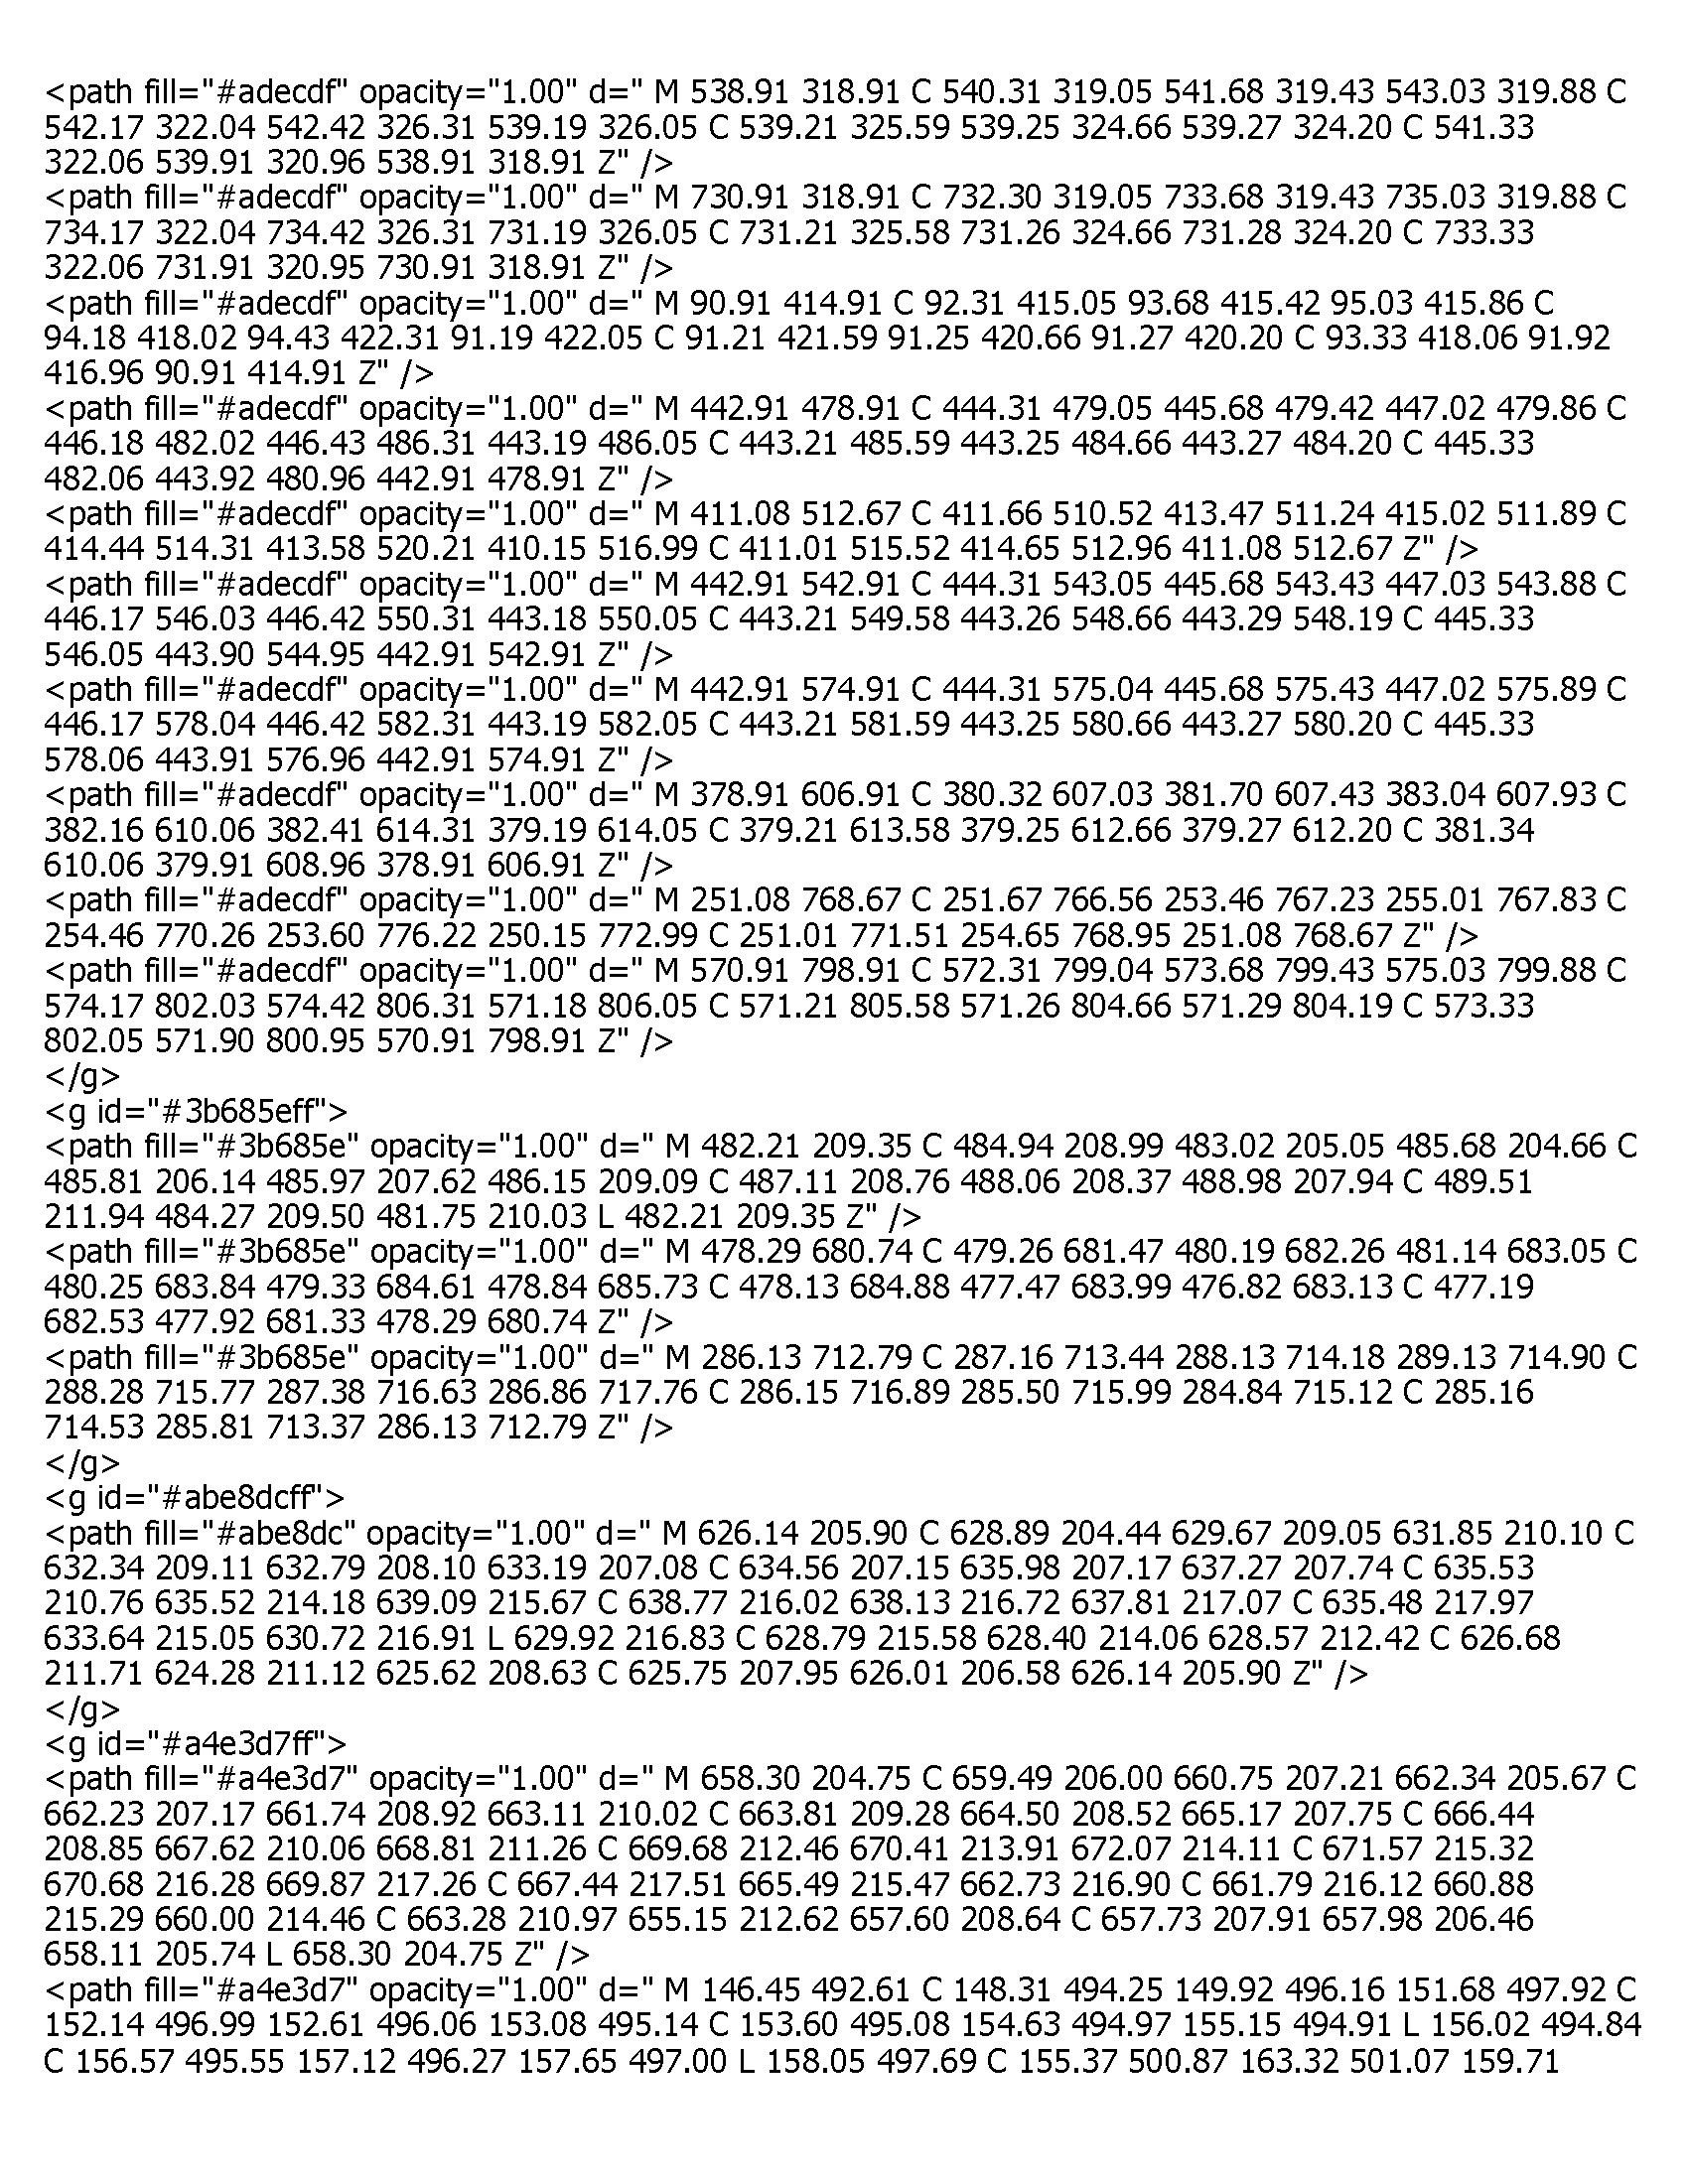 <path fill="#adecdf" opacity="1.00" d=" M 538.91 318.91 C 540.31 319.05 541.68 319.43 543.03 319.88 C
542.17 322.04 542.42 326.31 539.19 326.05 C 539.21 325.59 539.25 324.66 539.27 324.20 C 541.33
322.06 539.91 320.96 538.91 318.91 Z" />
<path fill="#adecdf" opacity="1.00" d=" M 730.91 318.91 C 732.30 319.05 733.68 319.43 735.03 319.88 C
734.17 322.04 734.42 326.31 731.19 326.05 C 731.21 325.58 731.26 324.66 731.28 324.20 C 733.33
322.06 731.91 320.95 730.91 318.91 Z" />
<path fill="#adecdf" opacity="1.00" d=" M 90.91 414.91 C 92.31 415.05 93.68 415.42 95.03 415.86 C
94.18 418.02 94.43 422.31 91.19 422.05 C 91.21 421.59 91.25 420.66 91.27 420.20 C 93.33 418.06 91.92
416.96 90.91 414.91 Z" />
<path fill="#adecdf" opacity="1.00" d=" M 442.91 478.91 C 444.31 479.05 445.68 479.42 447.02 479.86 C
446.18 482.02 446.43 486.31 443.19 486.05 C 443.21 485.59 443.25 484.66 443.27 484.20 C 445.33
482.06 443.92 480.96 442.91 478.91 Z" />
<path fill="#adecdf" opacity="1.00" d=" M 411.08 512.67 C 411.66 510.52 413.47 511.24 415.02 511.89 C
414.44 514.31 413.58 520.21 410.15 516.99 C 411.01 515.52 414.65 512.96 411.08 512.67 Z" />
<path fill="#adecdf" opacity="1.00" d=" M 442.91 542.91 C 444.31 543.05 445.68 543.43 447.03 543.88 C
446.17 546.03 446.42 550.31 443.18 550.05 C 443.21 549.58 443.26 548.66 443.29 548.19 C 445.33
546.05 443.90 544.95 442.91 542.91 Z" />
<path fill="#adecdf" opacity="1.00" d=" M 442.91 574.91 C 444.31 575.04 445.68 575.43 447.02 575.89 C
446.17 578.04 446.42 582.31 443.19 582.05 C 443.21 581.59 443.25 580.66 443.27 580.20 C 445.33
578.06 443.91 576.96 442.91 574.91 Z" />
<path fill="#adecdf" opacity="1.00" d=" M 378.91 606.91 C 380.32 607.03 381.70 607.43 383.04 607.93 C
382.16 610.06 382.41 614.31 379.19 614.05 C 379.21 613.58 379.25 612.66 379.27 612.20 C 381.34
610.06 379.91 608.96 378.91 606.91 Z" />
<path fill="#adecdf" opacity="1.00" d=" M 251.08 768.67 C 251.67 766.56 253.46 767.23 255.01 767.83 C
254.46 770.26 253.60 776.22 250.15 772.99 C 251.01 771.51 254.65 768.95 251.08 768.67 Z" />
<path fill="#adecdf" opacity="1.00" d=" M 570.91 798.91 C 572.31 799.04 573.68 799.43 575.03 799.88 C
574.17 802.03 574.42 806.31 571.18 806.05 C 571.21 805.58 571.26 804.66 571.29 804.19 C 573.33
802.05 571.90 800.95 570.91 798.91 Z" />
</g>
<g id="#3b685eff">
<path fill="#3b685e" opacity="1.00" d=" M 482.21 209.35 C 484.94 208.99 483.02 205.05 485.68 204.66 C
485.81 206.14 485.97 207.62 486.15 209.09 C 487.11 208.76 488.06 208.37 488.98 207.94 C 489.51
211.94 484.27 209.50 481.75 210.03 L 482.21 209.35 Z" />
<path fill="#3b685e" opacity="1.00" d=" M 478.29 680.74 C 479.26 681.47 480.19 682.26 481.14 683.05 C
480.25 683.84 479.33 684.61 478.84 685.73 C 478.13 684.88 477.47 683.99 476.82 683.13 C 477.19
682.53 477.92 681.33 478.29 680.74 Z" />
<path fill="#3b685e" opacity="1.00" d=" M 286.13 712.79 C 287.16 713.44 288.13 714.18 289.13 714.90 C
288.28 715.77 287.38 716.63 286.86 717.76 C 286.15 716.89 285.50 715.99 284.84 715.12 C 285.16
714.53 285.81 713.37 286.13 712.79 Z" />
</g>
<g id="#abe8dcff">
<path fill="#abe8dc" opacity="1.00" d=" M 626.14 205.90 C 628.89 204.44 629.67 209.05 631.85 210.10 C
632.34 209.11 632.79 208.10 633.19 207.08 C 634.56 207.15 635.98 207.17 637.27 207.74 C 635.53
210.76 635.52 214.18 639.09 215.67 C 638.77 216.02 638.13 216.72 637.81 217.07 C 635.48 217.97
633.64 215.05 630.72 216.91 L 629.92 216.83 C 628.79 215.58 628.40 214.06 628.57 212.42 C 626.68
211.71 624.28 211.12 625.62 208.63 C 625.75 207.95 626.01 206.58 626.14 205.90 Z" />
</g>
<g id="#a4e3d7ff">
<path fill="#a4e3d7" opacity="1.00" d=" M 658.30 204.75 C 659.49 206.00 660.75 207.21 662.34 205.67 C
662.23 207.17 661.74 208.92 663.11 210.02 C 663.81 209.28 664.50 208.52 665.17 207.75 C 666.44
208.85 667.62 210.06 668.81 211.26 C 669.68 212.46 670.41 213.91 672.07 214.11 C 671.57 215.32
670.68 216.28 669.87 217.26 C 667.44 217.51 665.49 215.47 662.73 216.90 C 661.79 216.12 660.88
215.29 660.00 214.46 C 663.28 210.97 655.15 212.62 657.60 208.64 C 657.73 207.91 657.98 206.46
658.11 205.74 L 658.30 204.75 Z" />
<path fill="#a4e3d7" opacity="1.00" d=" M 146.45 492.61 C 148.31 494.25 149.92 496.16 151.68 497.92 C
152.14 496.99 152.61 496.06 153.08 495.14 C 153.60 495.08 154.63 494.97 155.15 494.91 L 156.02 494.84
C 156.57 495.55 157.12 496.27 157.65 497.00 L 158.05 497.69 C 155.37 500.87 163.32 501.07 159.71